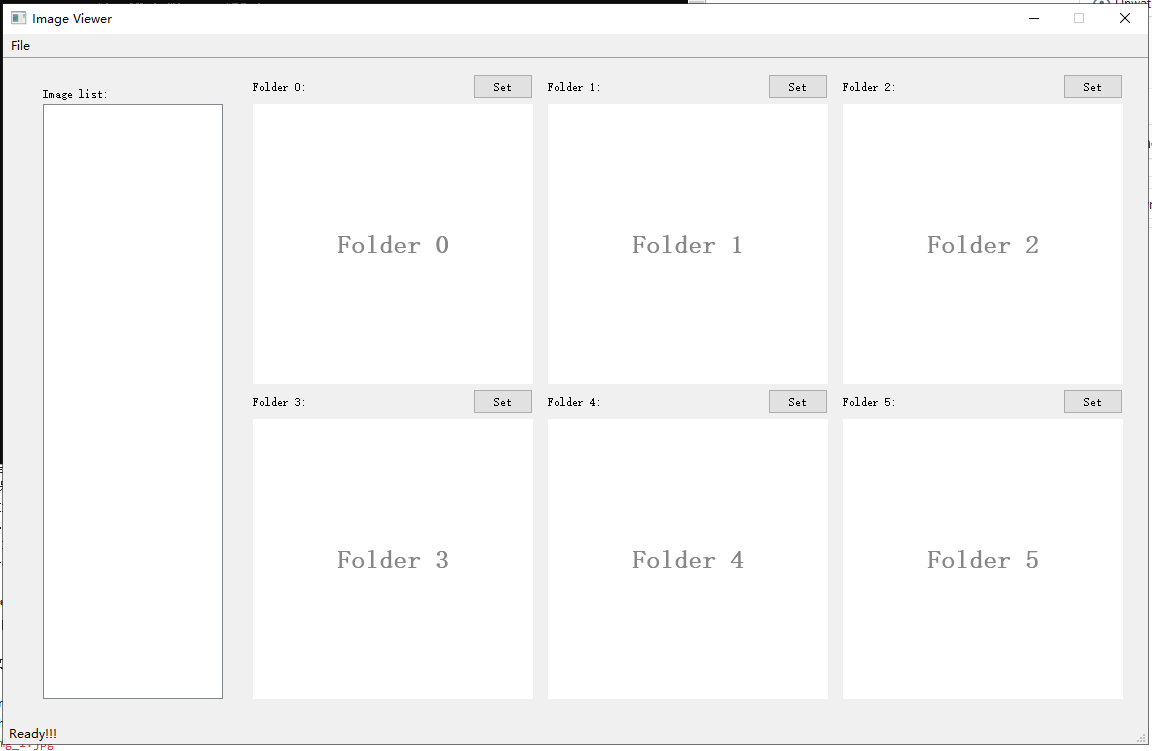 Image Viewer
File
Image list:
Folder 0:
Set
Folder 1:
Set
Folder 2:
Set
Folder 0
Folder 1
Folder 2
Folder 3:
Set
Folder 4:
Set
Folder 5:
Set
Folder 3
Folder 4
Folder 5
Ready!!!